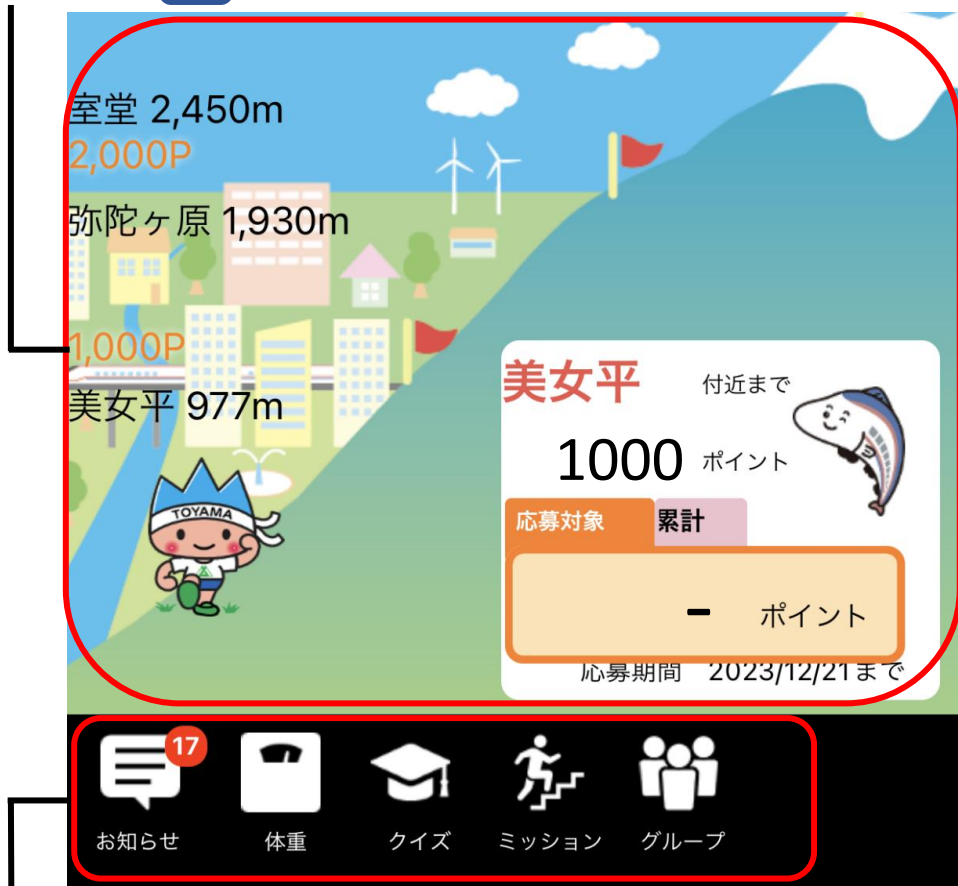 室堂 2,450m
2,000P
弥陀ヶ原 1,930m
1,000P
美女平 977m
TOYAMA
美女平 付近まで
1000 ポイント
応募対象 累計
- ポイント
応募期間 2023/12/21まで
17
お知らせ 体重 クイズ ミッション グループ